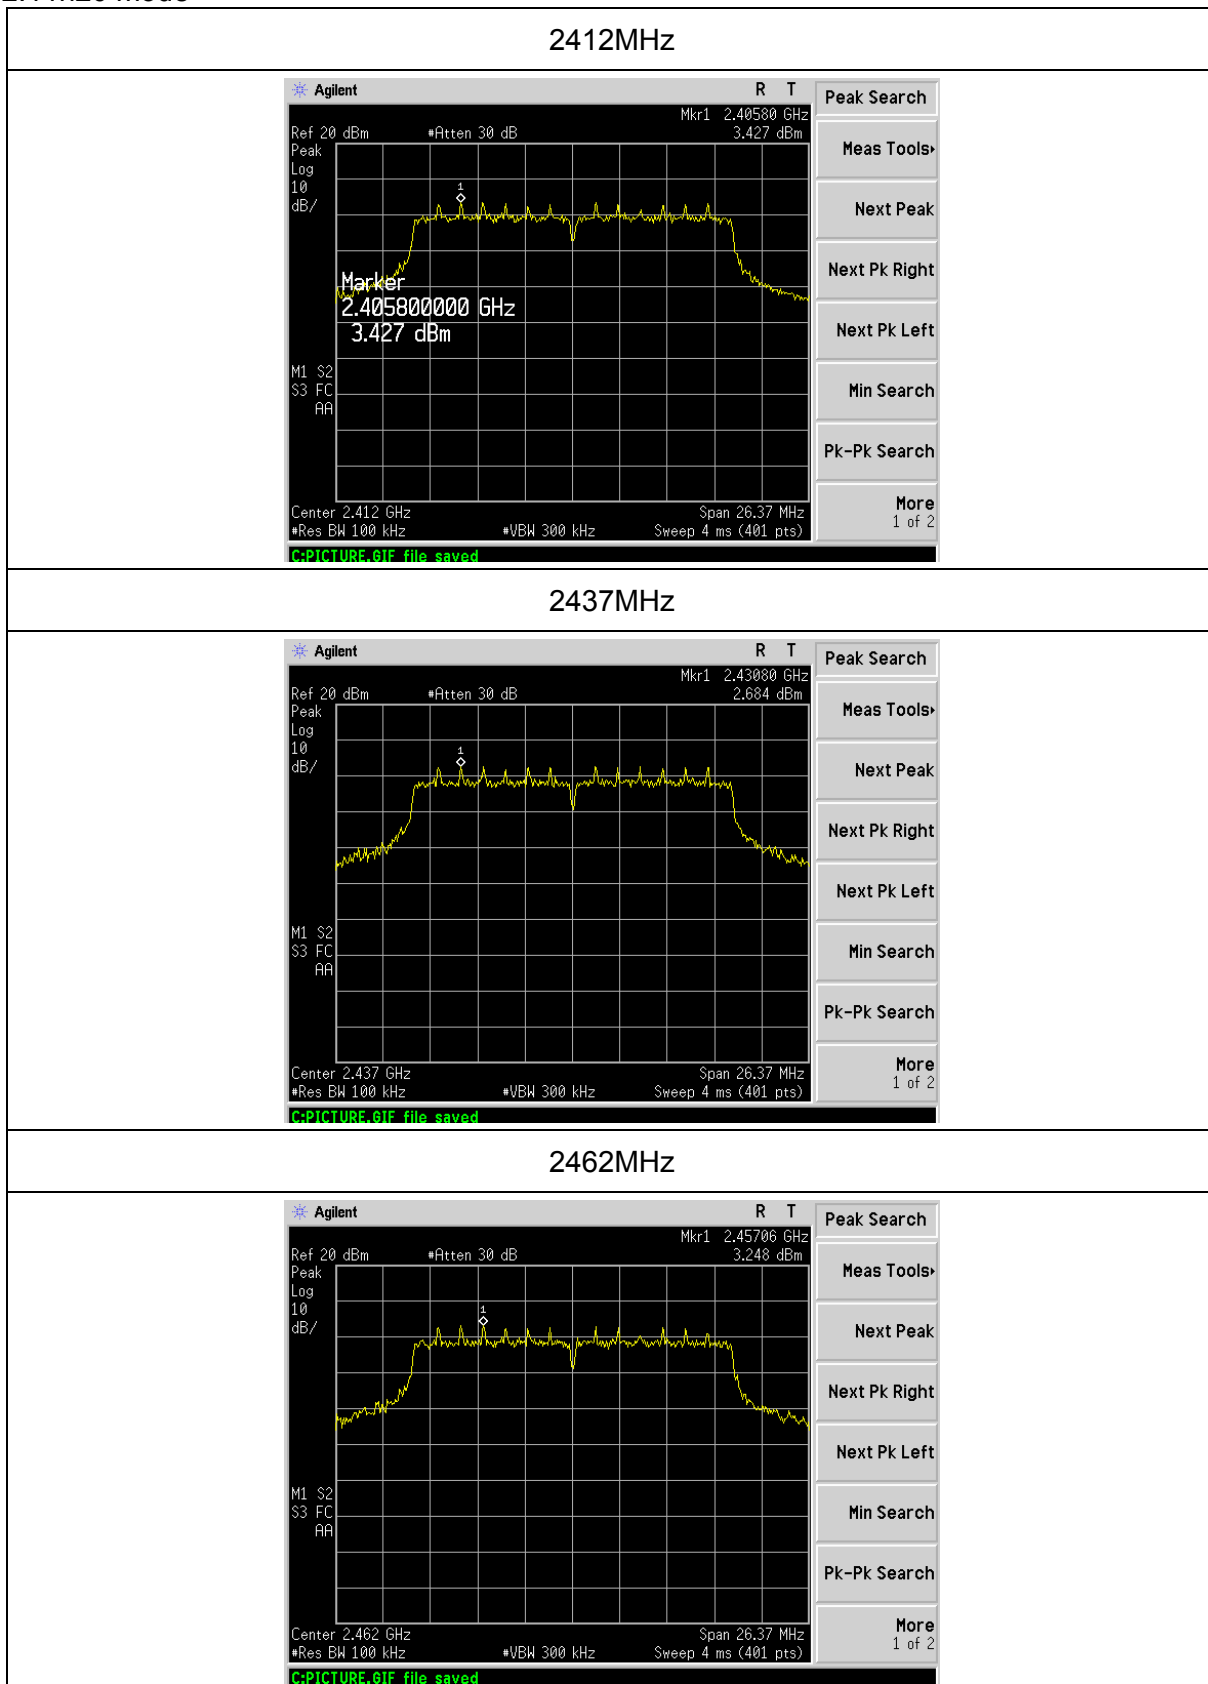 2412MHz
Agilent R T
Peak Search
Mkr1 2.40580 GHz
Ref 20 dBm #Atten 30 dB 3.427 dBm
Peak
Log
10
dB/
1
Marker
2.405800000 GHz
3.427 dBm
M1 S2
S3 FC
AA
Center 2.412 GHz Span 26.37 MHz
#Res BW 100 kHz #VBW 300 kHz Sweep 4 ms (401 pts)
C:PICTURE.GIF file saved
Meas Tools
Next Peak
Next Pk Right
Next Pk Left
Min Search
Pk-Pk Search
More
1 of 2
2437MHz
Agilent R T
Peak Search
Mkr1 2.43080 GHz
Ref 20 dBm #Atten 30 dB 2.684 dBm
Peak
Log
10
dB/
1
M1 S2
S3 FC
AA
Center 2.437 GHz Span 26.37 MHz
#Res BW 100 kHz #VBW 300 kHz Sweep 4 ms (401 pts)
C:PICTURE.GIF file saved
Meas Tools
Next Peak
Next Pk Right
Next Pk Left
Min Search
Pk-Pk Search
More
1 of 2
2462MHz
Agilent R T
Peak Search
Mkr1 2.45706 GHz
Ref 20 dBm #Atten 30 dB 3.248 dBm
Peak
Log
10
dB/
1
M1 S2
S3 FC
AA
Center 2.462 GHz Span 26.37 MHz
#Res BW 100 kHz #VBW 300 kHz Sweep 4 ms (401 pts)
C:PICTURE.GIF file saved
Meas Tools
Next Peak
Next Pk Right
Next Pk Left
Min Search
Pk-Pk Search
More
1 of 2